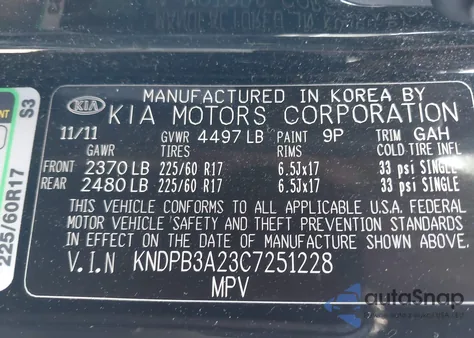 MANUFACTURED IN KOREA BY
KIA KIA MOTORS CORPORATION
11/11 GVWR 4497 LB PAINT 9P TRIM GAH
GAWR TIRES RIMS COLD TIRE INFL
FRONT 2370 LB 225/60 R17 6.5Jx17 33 psi SINGLE
REAR 2480 LB 225/60 R17 6.5Jx17 33 psi SINGLE
THIS VEHICLE CONFORMS TO ALL APPLICABLE U.S.A. FEDERAL
MOTOR VEHICLE SAFETY AND THEFT PREVENTION STANDARDS
IN EFFECT ON THE DATE OF MANUFACTURE SHOWN ABOVE.
V.I.N KNDPB3A23C7251228
MPV
S3
225/60R17
autoSnap